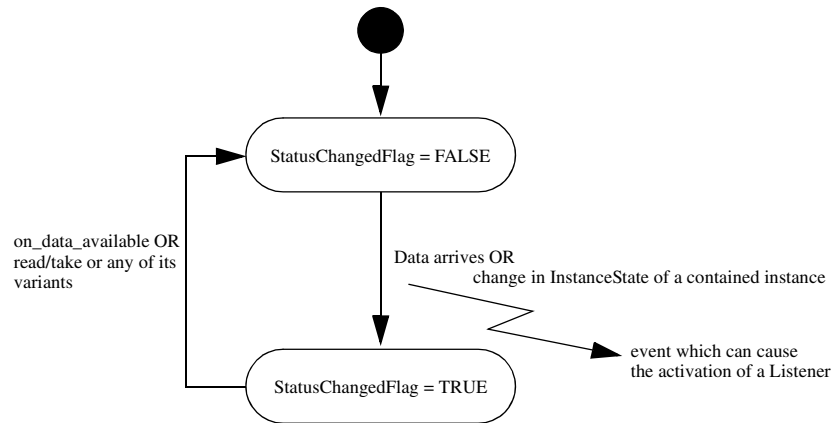 StatusChangedFlag = FALSE
on_data_available OR
read/take or any of its
variants
Data arrives OR
change in InstanceState of a contained instance
event which can cause
the activation of a Listener
StatusChangedFlag = TRUE